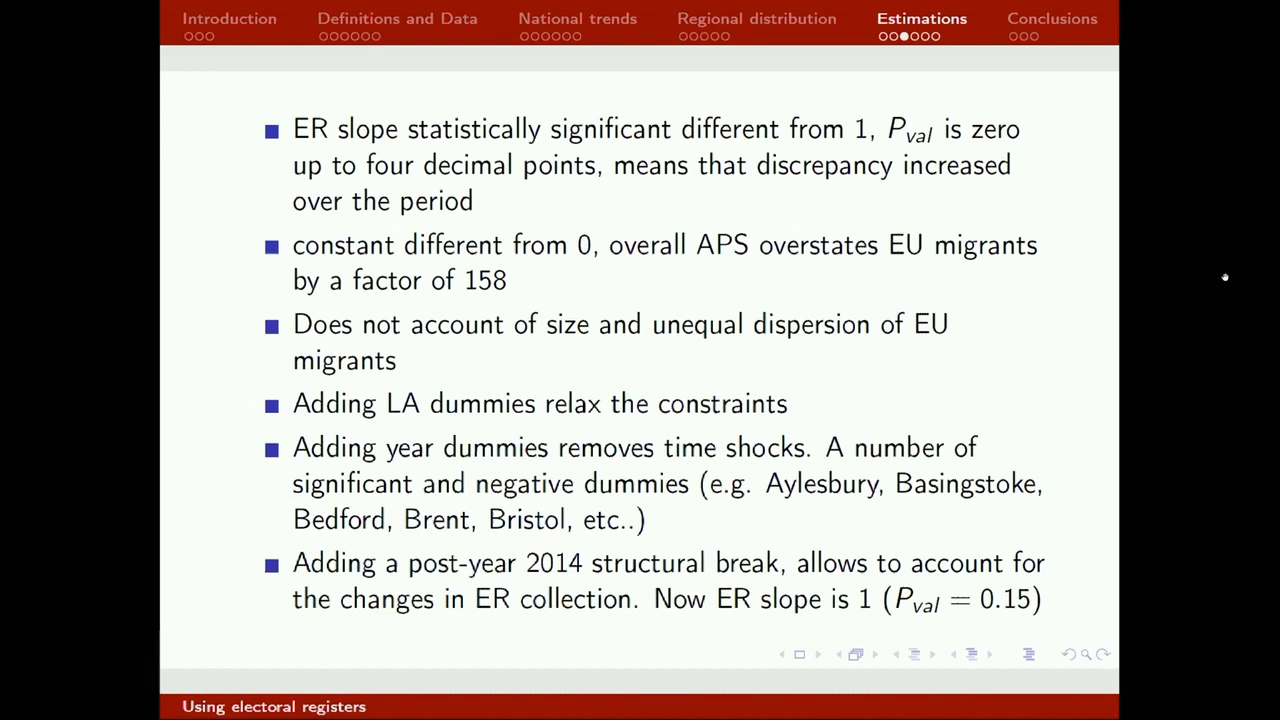 Introduction Definitions and Data National trends Regional distribution Estimations Conclusions
ER slope statistically significant different from 1, Pval is zero
up to four decimal points, means that discrepancy increased
over the period
constant different from 0, overall APS overstates EU migrants
by a factor of 158
Does not account of size and unequal dispersion of EU
migrants
Adding LA dummies relax the constraints
Adding year dummies removes time shocks. A number of
significant and negative dummies (e.g. Aylesbury, Basingstoke,
Bedford, Brent, Bristol, etc..)
Adding a post-year 2014 structural break, allows to account for
the changes in ER collection. Now ER slope is 1 (Pval = 0.15)
Using electoral registers